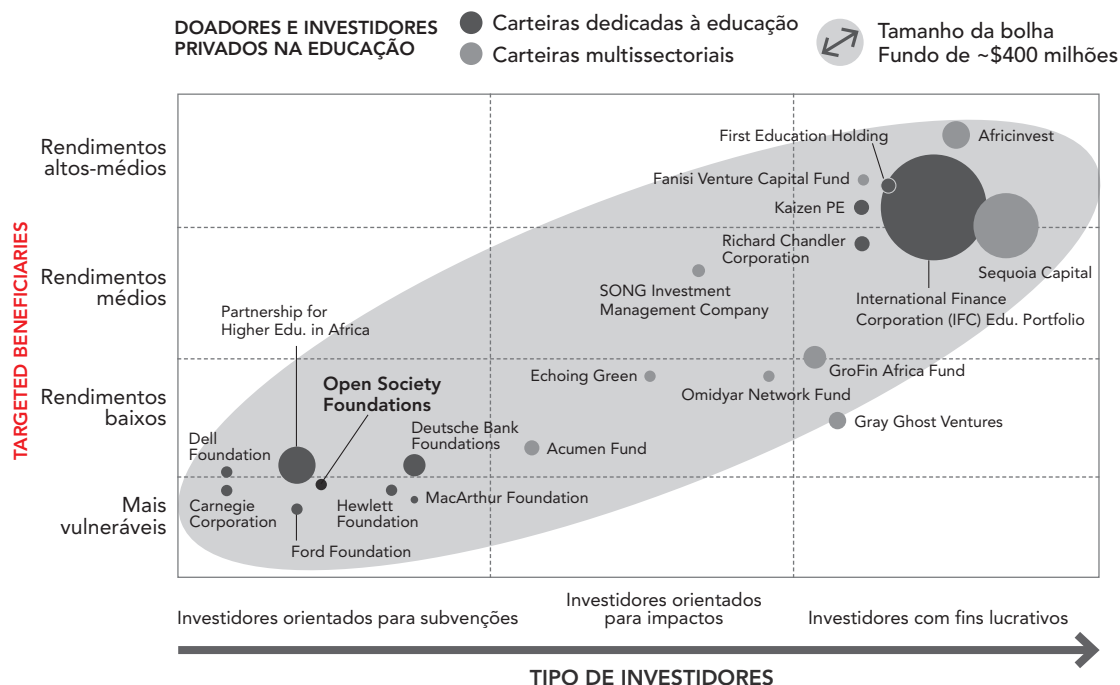 DOADORES E INVESTIDORES
PRIVADOS NA EDUCAÇÃO
Carteiras dedicadas à educação
Carteiras multissectoriais
Tamanho da bolha
Fundo de ~$400 milhões
TARGETED BENEFICIARIES
Rendimentos
altos-médios
Rendimentos
médios
Rendimentos
baixos
Mais
vulneráveis
First Education Holding
Africinvest
Fanisi Venture Capital Fund
Kaizen PE
Richard Chandler
Corporation
Sequoia Capital
SONG Investment
Management Company
International Finance
Corporation (IFC) Edu. Portfolio
Partnership for
Higher Edu. in Africa
Echoing Green
GroFin Africa Fund
Omidyar Network Fund
Open Society
Foundations
Gray Ghost Ventures
Dell
Foundation
Deutsche Bank
Foundations
Acumen Fund
Carnegie
Corporation
Hewlett
Foundation
MacArthur Foundation
Ford Foundation
Investidores orientados para subvenções
Investidores orientados
para impactos
Investidores com fins lucrativos
TIPO DE INVESTIDORES